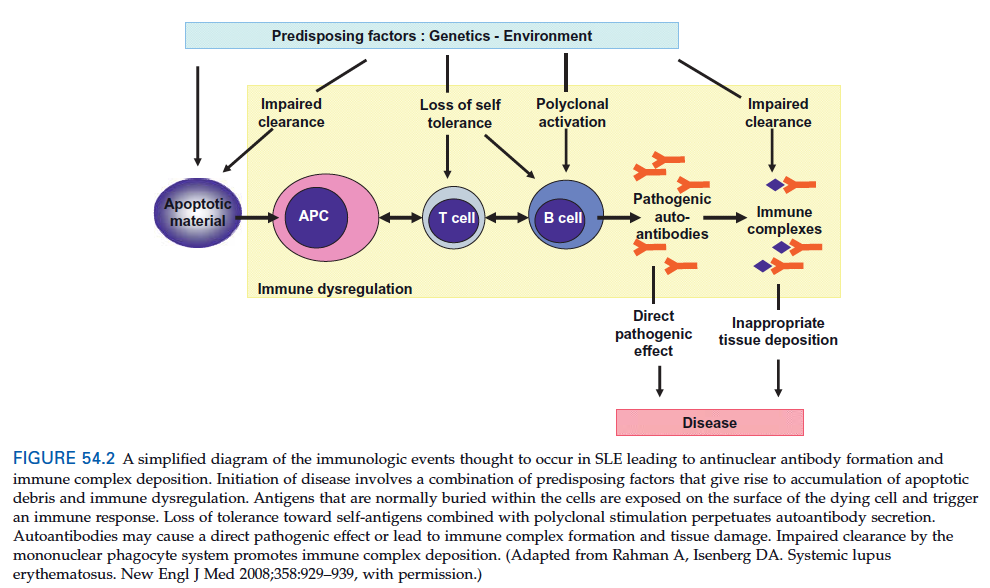 Predisposing factors : Genetics - Environment
Impaired
clearance
Loss of self
tolerance
Polyclonal
activation
Impaired
clearance
Apoptotic
material
APC
T cell
B cell
Pathogenic
auto-
antibodies
Immune
complexes
Immune dysregulation
Direct
pathogenic
effect
Inappropriate
tissue deposition
Disease
FIGURE 54.2 A simplified diagram of the immunologic events thought to occur in SLE leading to antinuclear antibody formation and
immune complex deposition. Initiation of disease involves a combination of predisposing factors that give rise to accumulation of apoptotic
debris and immune dysregulation. Antigens that are normally buried within the cells are exposed on the surface of the dying cell and trigger
an immune response. Loss of tolerance toward self-antigens combined with polyclonal stimulation perpetuates autoantibody secretion.
Autoantibodies may cause a direct pathogenic effect or lead to immune complex formation and tissue damage. Impaired clearance by the
mononuclear phagocyte system promotes immune complex deposition. (Adapted from Rahman A, Isenberg DA. Systemic lupus
erythematosus. New Engl J Med 2008;358:929–939, with permission.)